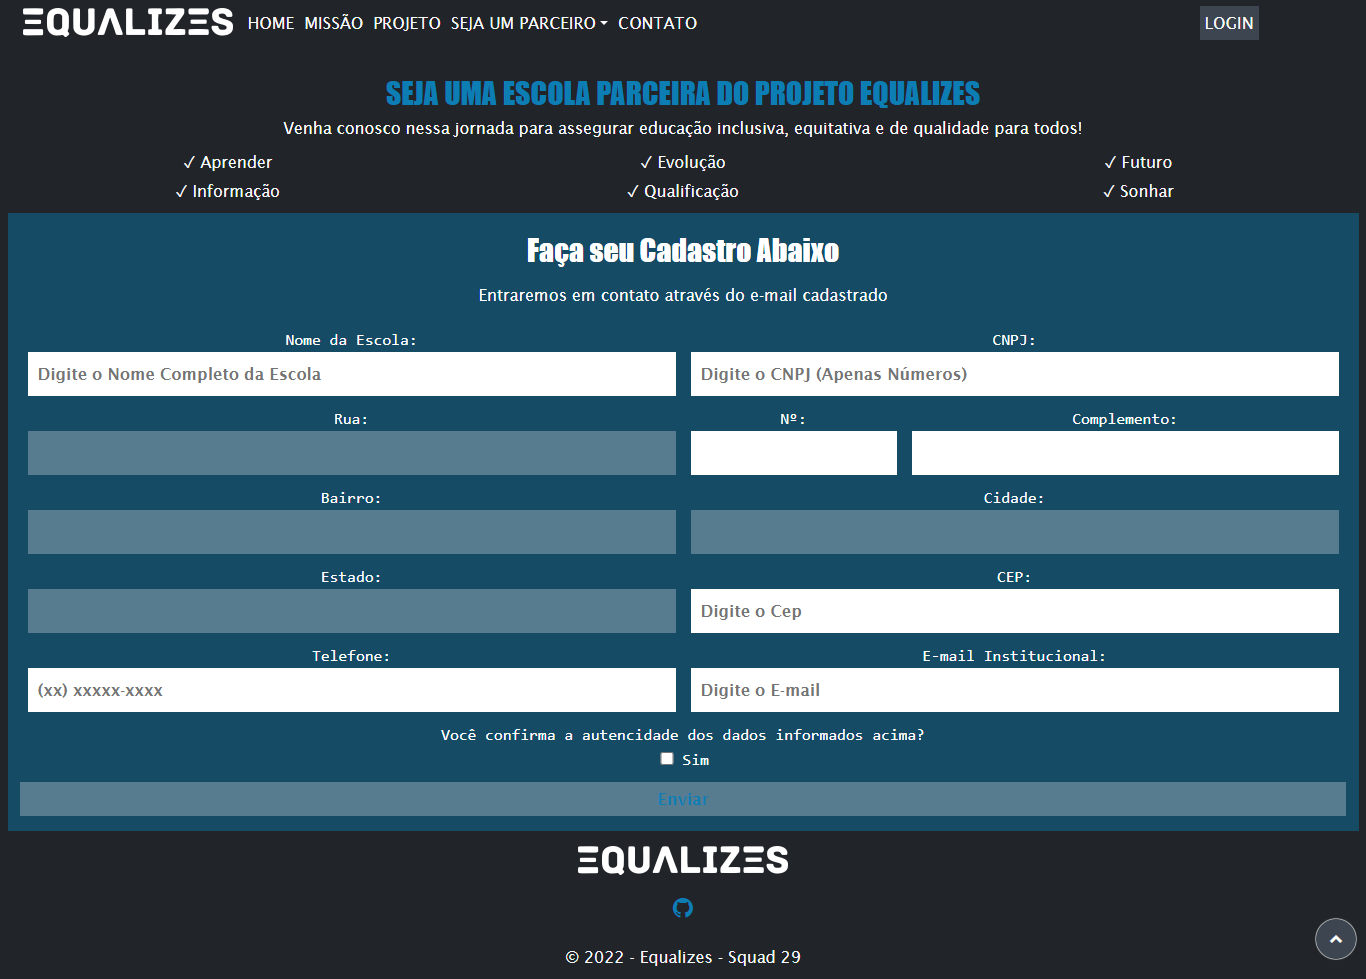 EQUALIZES HOME MISSÃO PROJETO SEJA UM PARCEIRO CONTATO LOGIN
SEJA UMA ESCOLA PARCEIRA DO PROJETO EQUALIZES
Venha conosco nessa jornada para assegurar educação inclusiva, equitativa e de qualidade para todos!
✓ Aprender ✓ Evolução ✓ Futuro
✓ Informação ✓ Qualificação ✓ Sonhar
Faça seu Cadastro Abaixo
Entraremos em contato através do e-mail cadastrado
Nome da Escola: CNPJ:
Digite o Nome Completo da Escola Digite o CNPJ (Apenas Números)
Rua: Nº: Complemento:
Bairro: Cidade:
Estado: CEP:
Digite o Cep
Telefone: E-mail Institucional:
(xx) xxxxx-xxxx Digite o E-mail
Você confirma a autencidade dos dados informados acima?
Sim
Enviar
EQUALIZES
© 2022 - Equalizes - Squad 29